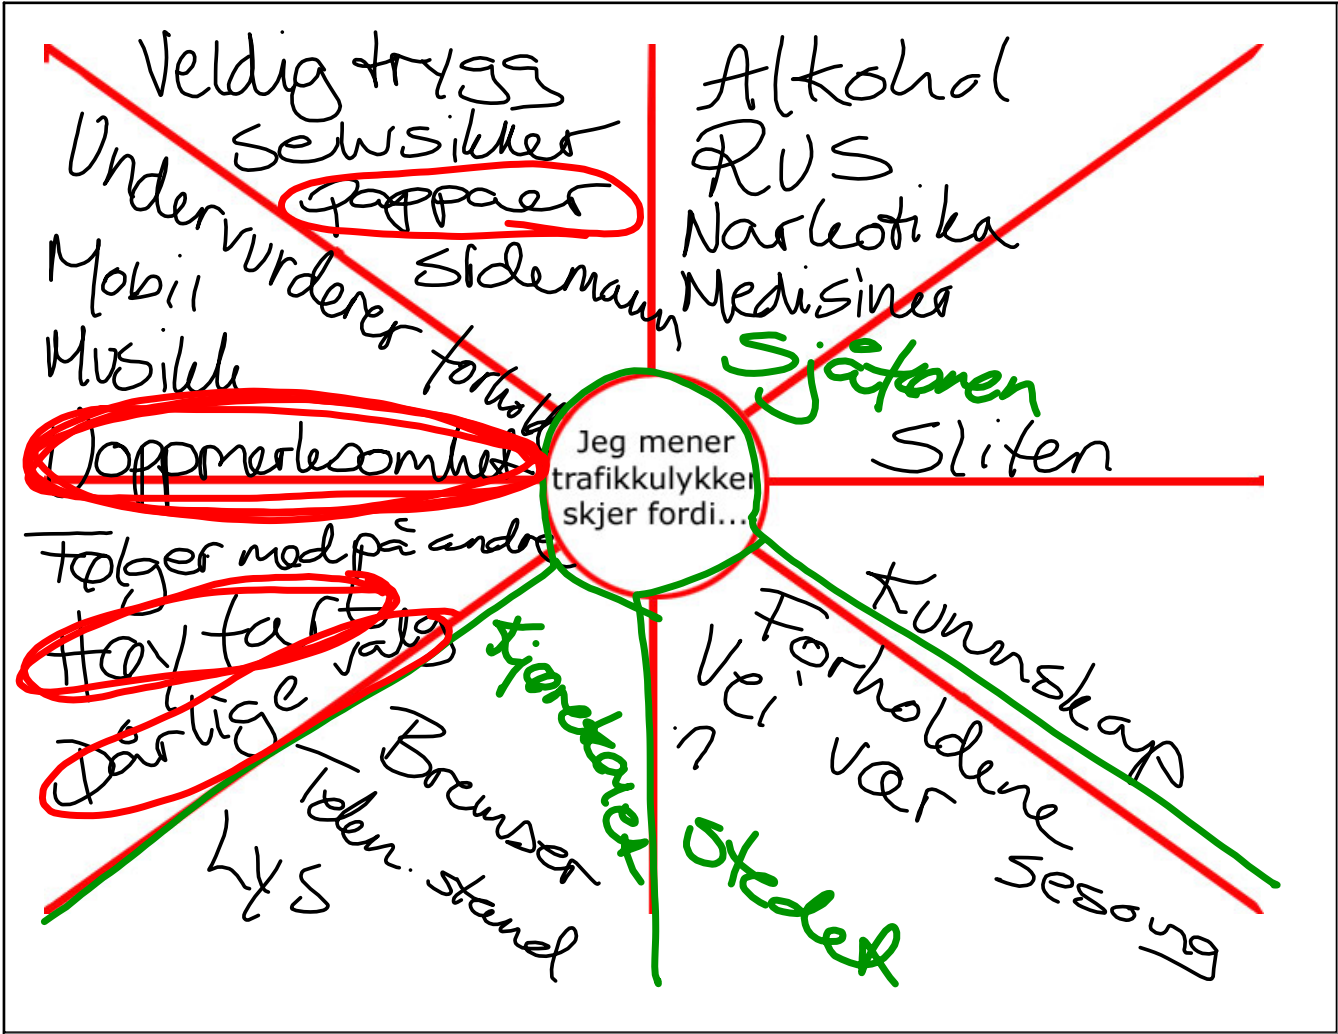 Veldig trygg
selvsikker
pappaer
sidemann
Alkohol
RUS
Narkotika
Medisiner
Sjåføren
Sliten
Undervurderer forhold
Mobil
Musikk
Uoppmerksomhet
Følger med på andre
Høy fart
Dårlige valg
Jeg mener
trafikkulykker
skjer fordi...
Kunnskap
Forholdene
Vei
vær
sesong
Stedet
Kjøretøyet
Bremser
Tekn. stand
Lys